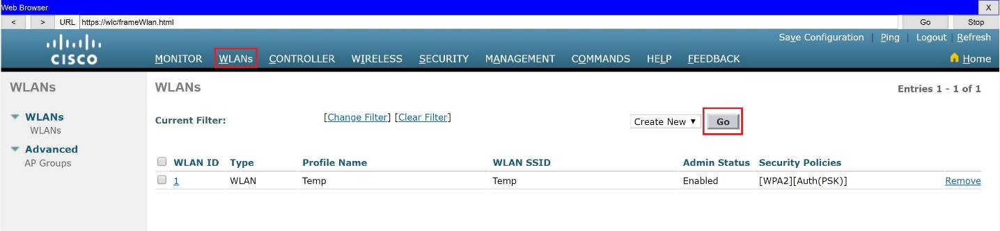 Web Browser X
< > URL https://wlc/frameWlan.html Go Stop
Save Configuration | Ping | Logout | Refresh
CISCO
MONITOR WLANs CONTROLLER WIRELESS SECURITY MANAGEMENT COMMANDS HELP FEEDBACK Home
WLANs
WLANs
WLANs
Advanced
AP Groups
WLANs Entries 1 - 1 of 1
Current Filter: [Change Filter] [Clear Filter] Create New ▼ Go
WLAN ID Type Profile Name WLAN SSID Admin Status Security Policies
1 WLAN Temp Temp Enabled [WPA2][Auth(PSK)] Remove